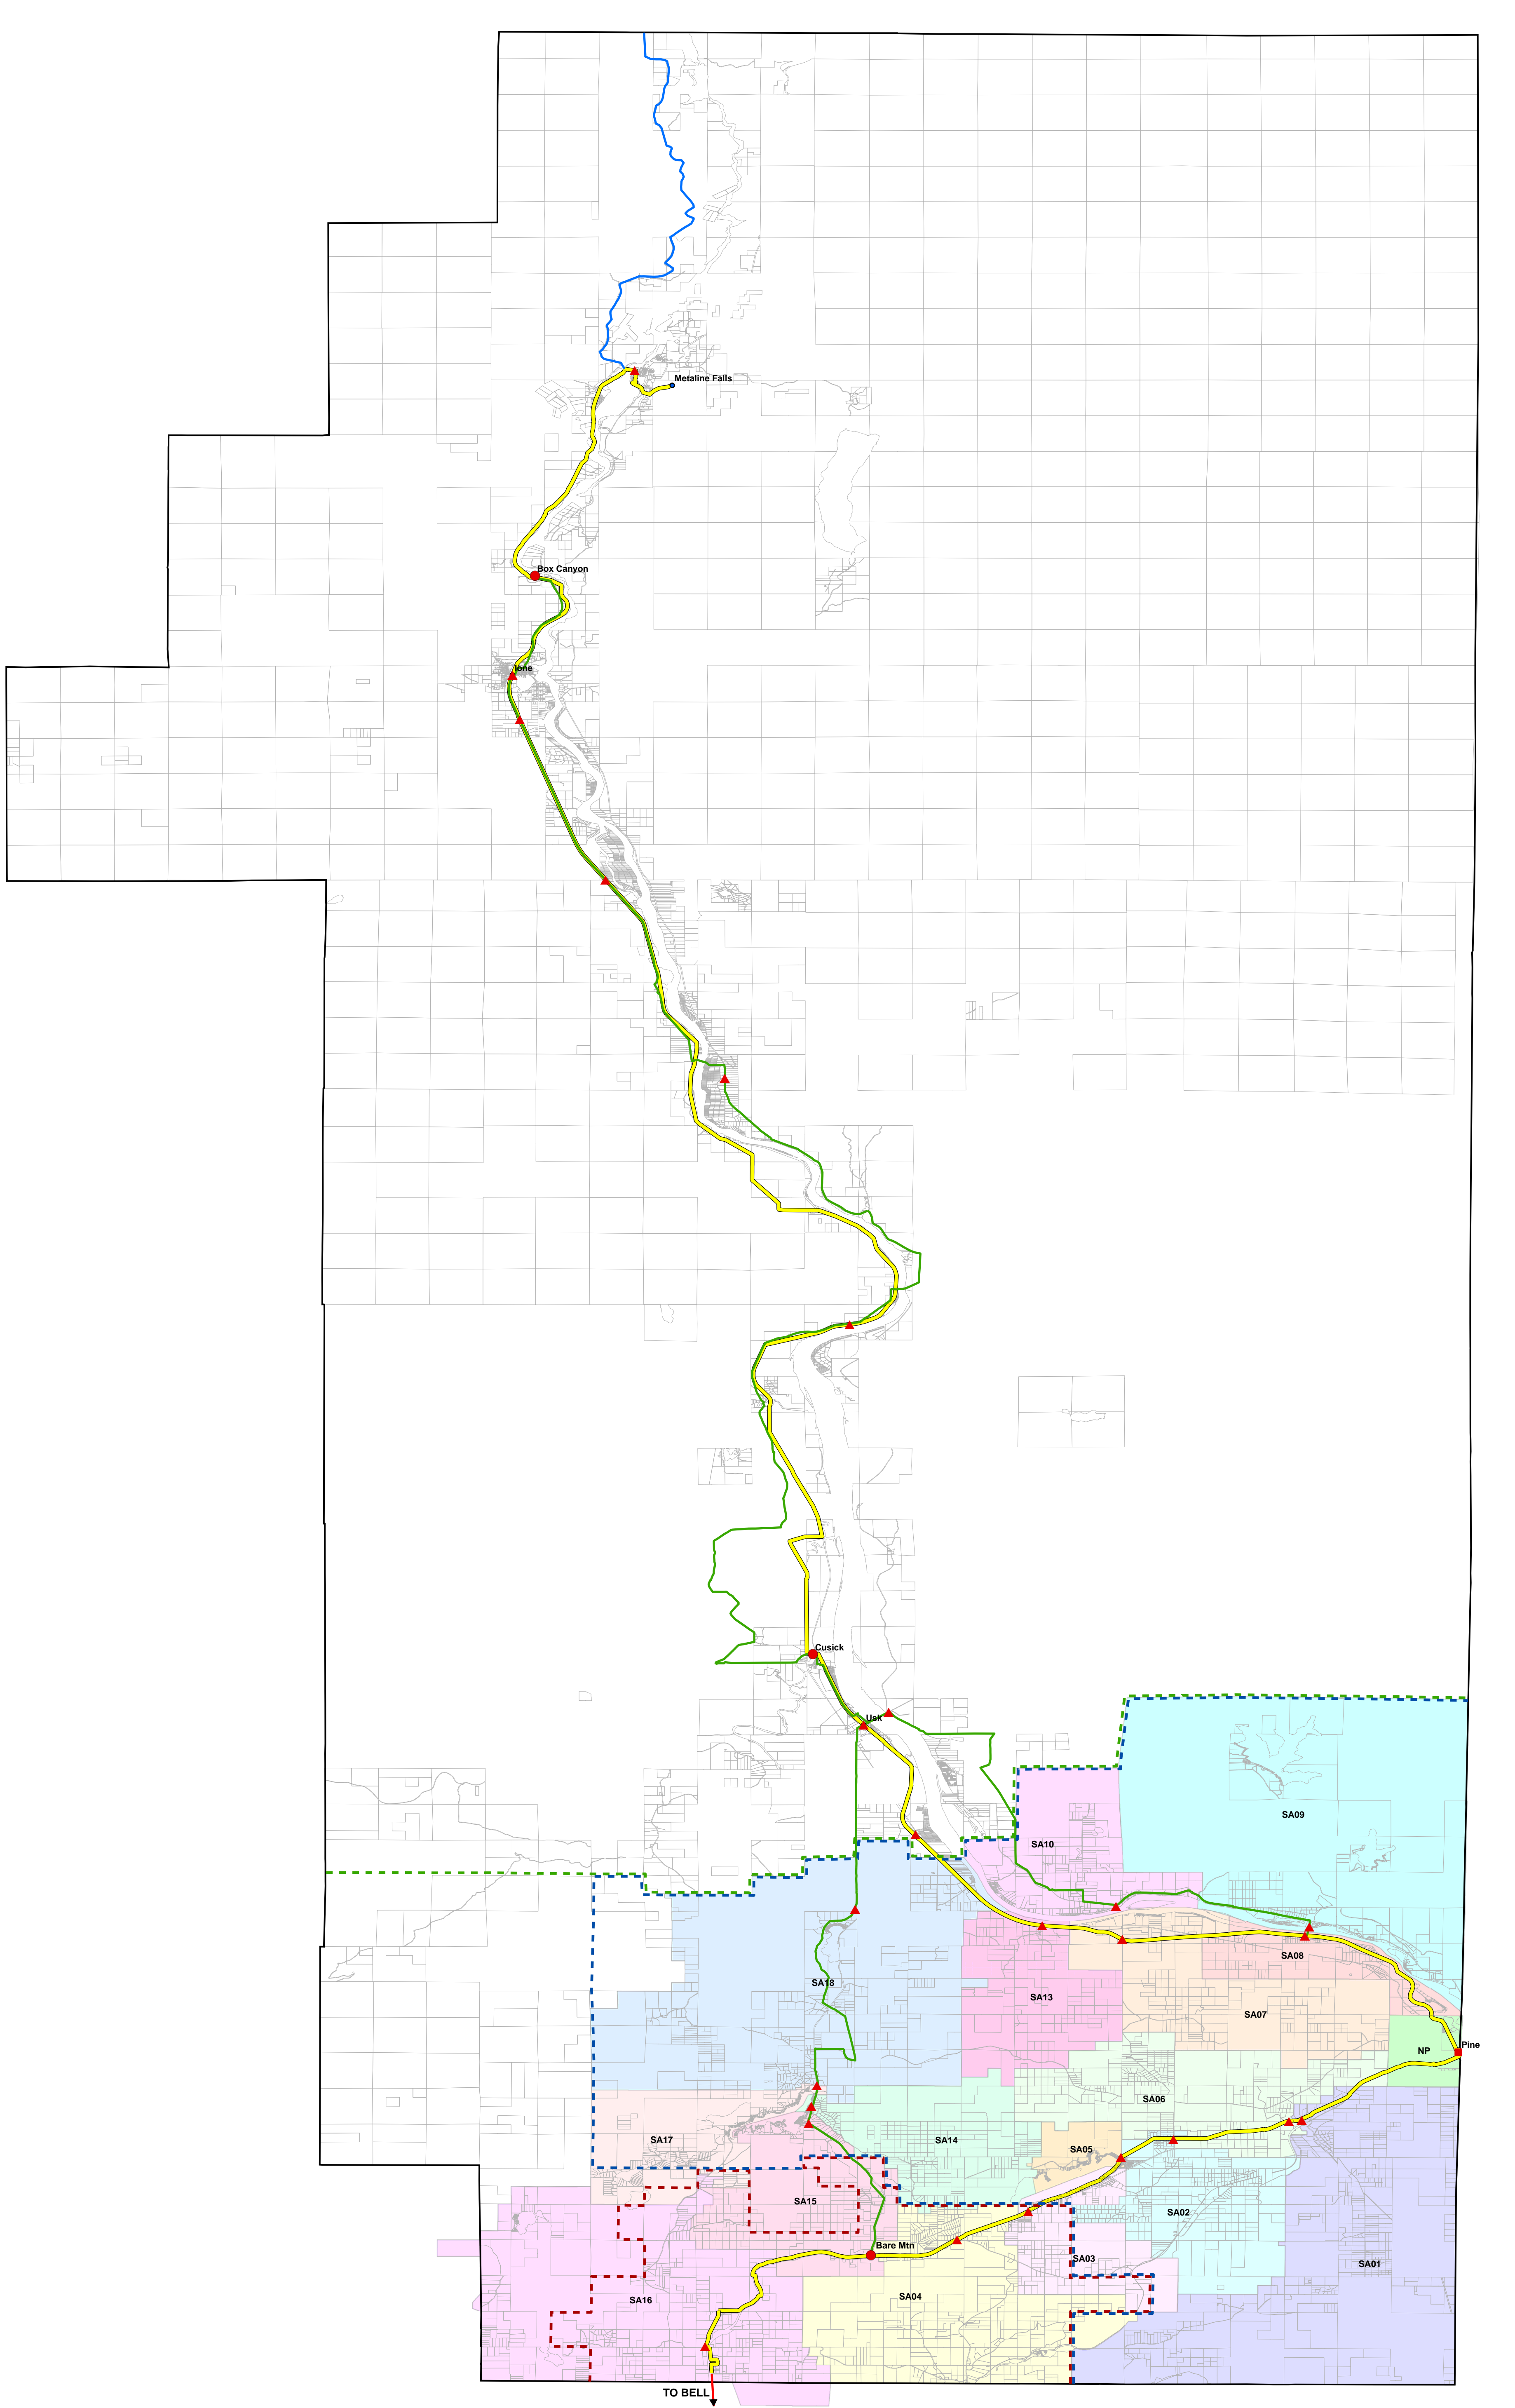 Metaline Falls
Box Canyon
Ione
Cusick
Usk
SA09
SA10
SA08
SA18
SA13
SA07
Pine
NP
SA06
SA17
SA14
SA05
SA15
SA02
Bare Mtn
SA03
SA01
SA04
SA16
TO BELL